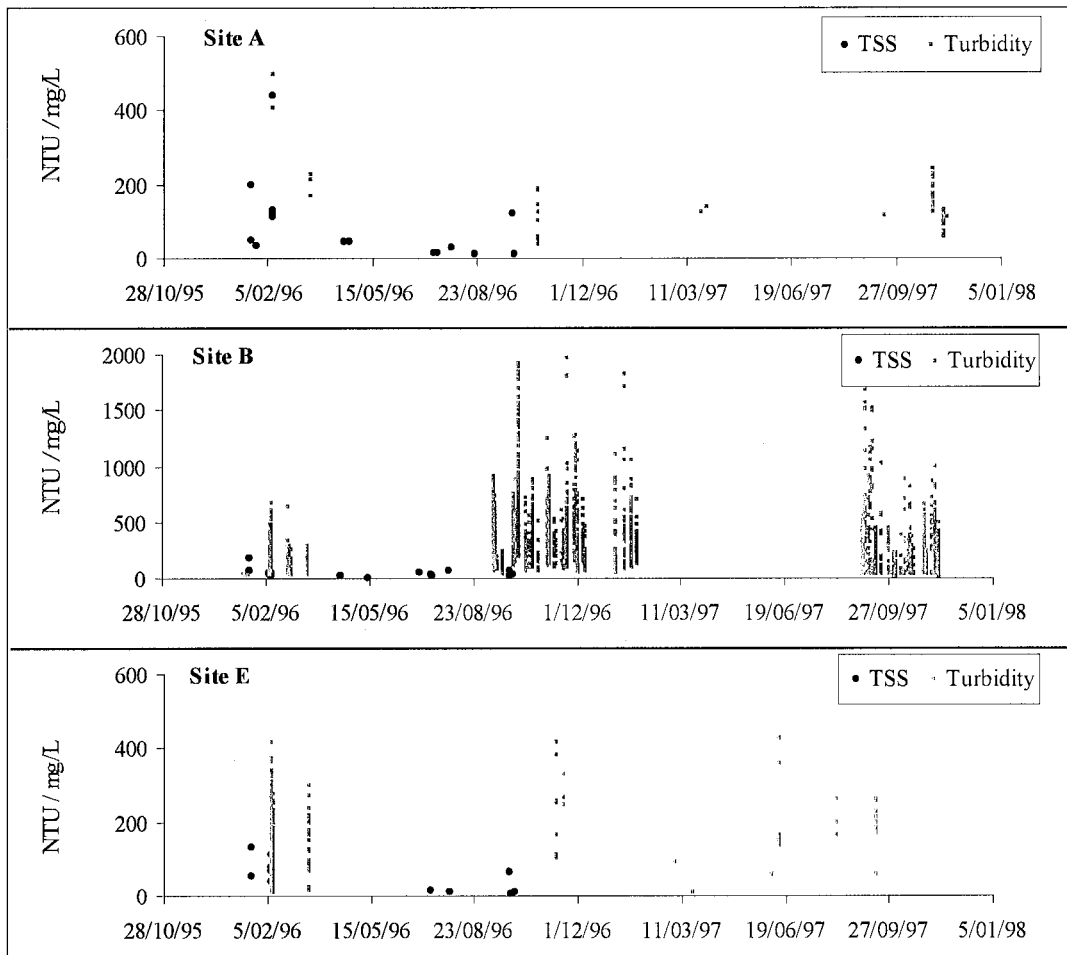 Site A
TSS Turbidity
NTU / mg/L
600
400
200
0
28/10/95 5/02/96 15/05/96 23/08/96 1/12/96 11/03/97 19/06/97 27/09/97 5/01/98
Site B
TSS Turbidity
NTU/mg/L
2000
1500
1000
500
0
28/10/95 5/02/96 15/05/96 23/08/96 1/12/96 11/03/97 19/06/97 27/09/97 5/01/98
Site E
TSS Turbidity
NTU / mg/L
600
400
200
0
28/10/95 5/02/96 15/05/96 23/08/96 1/12/96 11/03/97 19/06/97 27/09/97 5/01/98